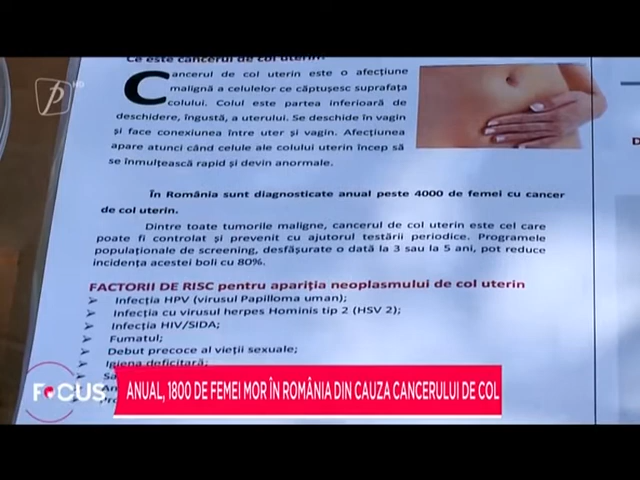 Ce este cancerul de col uterin?
Cancerul de col uterin este o afecțiune
malignă a celulelor ce căptușesc suprafața
colului. Colul este partea inferioară de
deschidere, îngustă, a uterului. Se deschide în vagin
și face conexiunea între uter și vagin. Afecțiunea
apare atunci când celule ale colului uterin încep să
se înmulțească rapid și devin anormale.
În România sunt diagnosticate anual peste 4000 de femei cu cancer
de col uterin.
Dintre toate tumorile maligne, cancerul de col uterin este cel care
poate fi controlat și prevenit cu ajutorul testării periodice. Programele
populaționale de screening, desfășurate o dată la 3 sau la 5 ani, pot reduce
incidența acestei boli cu 80%.
FACTORII DE RISC pentru apariția neoplasmului de col uterin
Infecția HPV (virusul Papilloma uman);
Infecția cu virusul herpes Hominis tip 2 (HSV 2);
Infecția HIV/SIDA;
Fumatul;
Debut precoce al vieții sexuale;
Igiena deficitară;
FOCUS
ANUAL, 1800 DE FEMEI MOR ÎN ROMÂNIA DIN CAUZA CANCERULUI DE COL
p HD